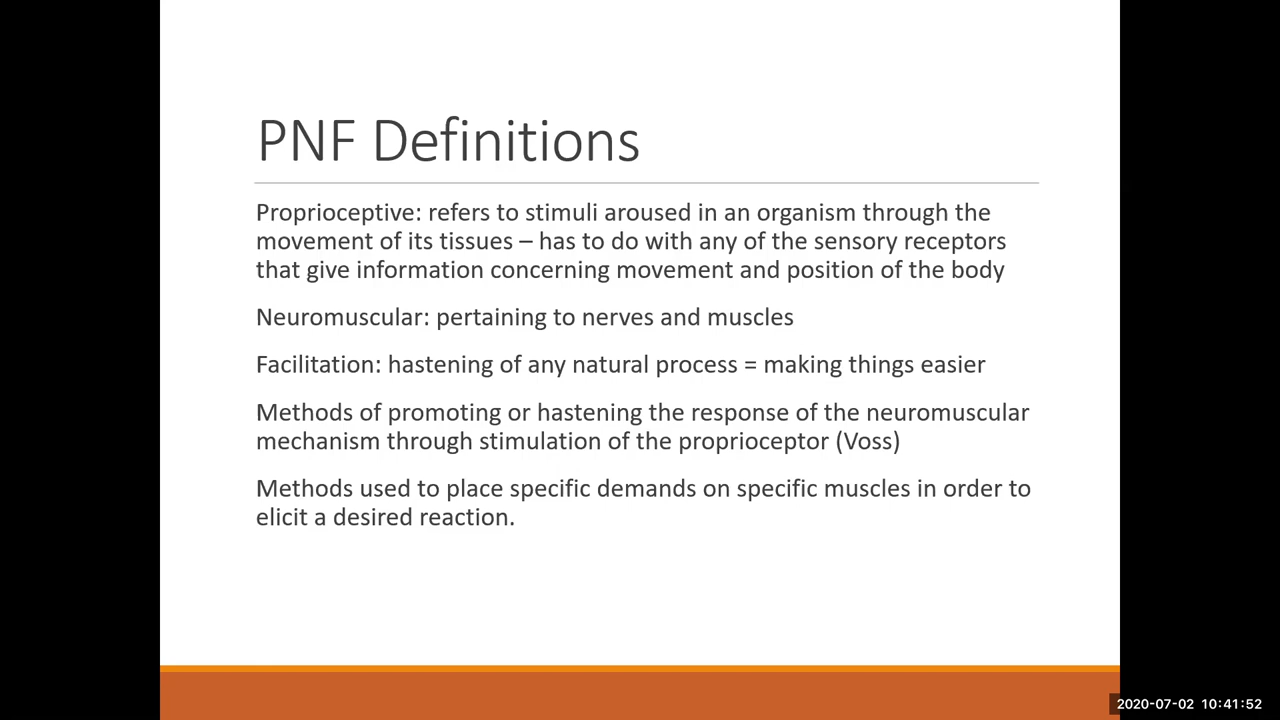 PNF Definitions
Proprioceptive: refers to stimuli aroused in an organism through the
movement of its tissues – has to do with any of the sensory receptors
that give information concerning movement and position of the body
Neuromuscular: pertaining to nerves and muscles
Facilitation: hastening of any natural process = making things easier
Methods of promoting or hastening the response of the neuromuscular
mechanism through stimulation of the proprioceptor (Voss)
Methods used to place specific demands on specific muscles in order to
elicit a desired reaction.
2020-07-02 10:41:52